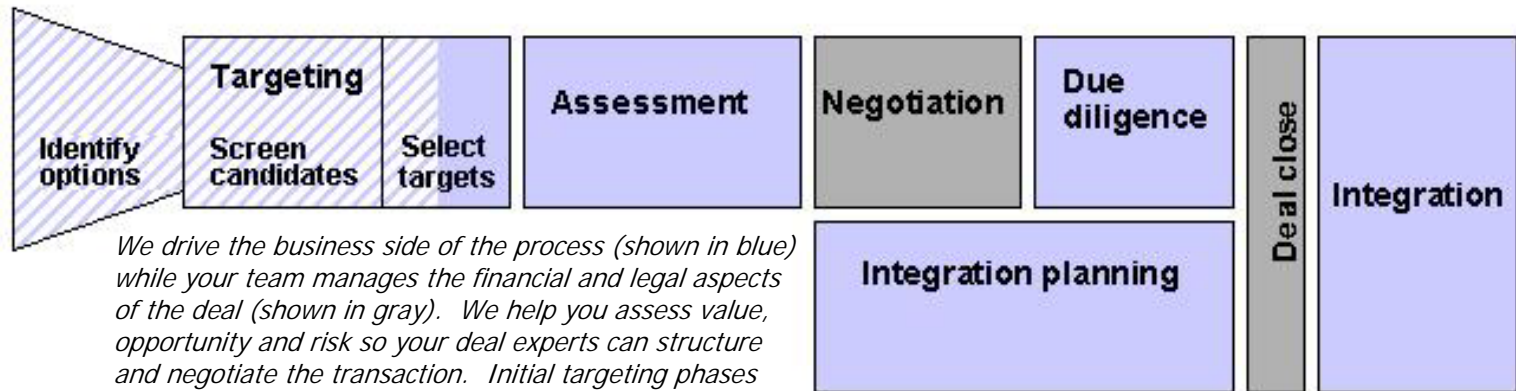 Identify
options
Targeting
Screen
candidates
Select
targets
Assessment
Negotiation
Due
diligence
Deal close
Integration
Integration planning
We drive the business side of the process (shown in blue)
while your team manages the financial and legal aspects
of the deal (shown in gray).  We help you assess value,
opportunity and risk so your deal experts can structure
and negotiate the transaction.  Initial targeting phases